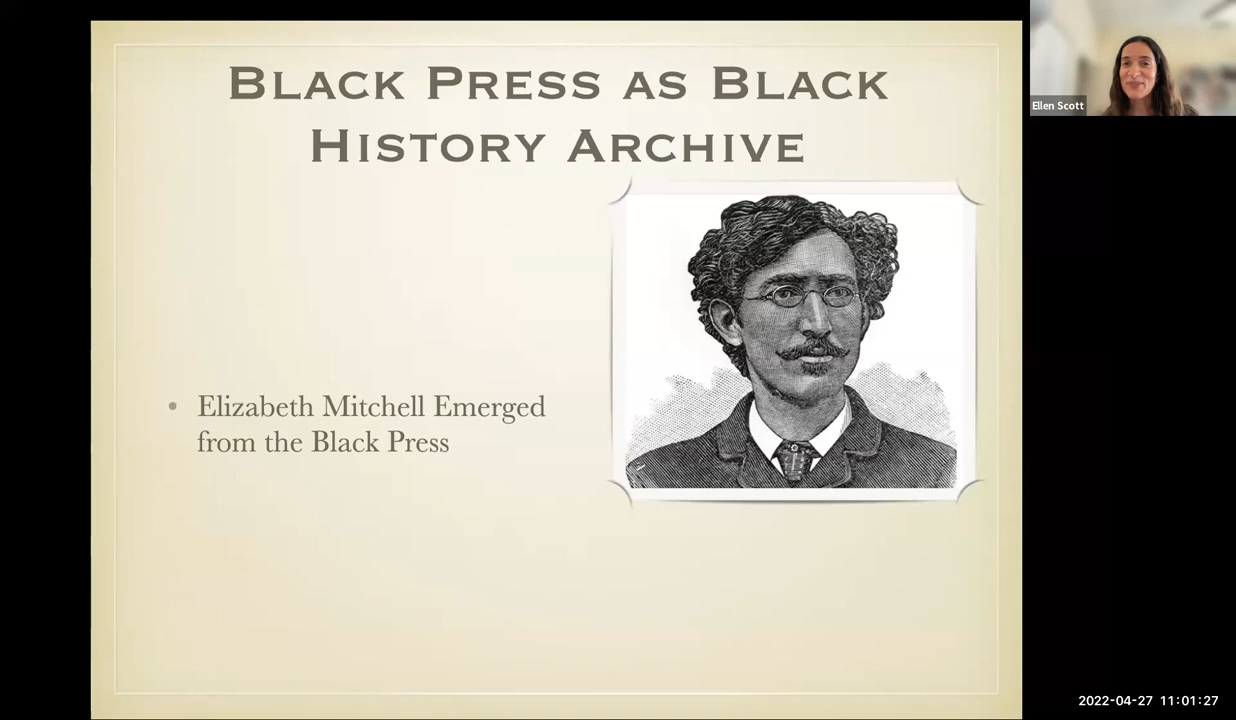 Black Press as Black
History Archive
Ellen Scott
• Elizabeth Mitchell Emerged
from the Black Press
2022-04-27 11:01:27